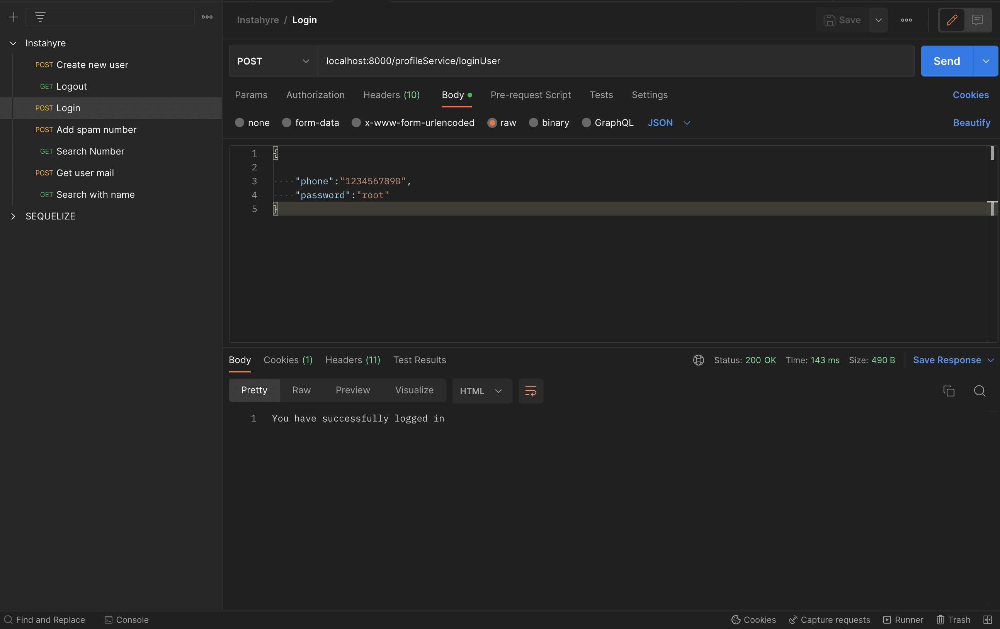 Instahyre
POST Create new user
GET Logout
POST Login
POST Add spam number
GET Search Number
POST Get user mail
GET Search with name
SEQUELIZE
Instahyre / Login
Save
POST
localhost:8000/profileService/loginUser
Send
Params Authorization Headers (10) Body Pre-request Script Tests Settings Cookies
none form-data x-www-form-urlencoded raw binary GraphQL JSON Beautify
1 {
2
3 "phone":"1234567890",
4 "password":"root"
5 }
Body Cookies (1) Headers (11) Test Results Status: 200 OK Time: 143 ms Size: 490 B Save Response
Pretty Raw Preview Visualize HTML
1 You have successfully logged in
Find and Replace Console Cookies Capture requests Runner Trash